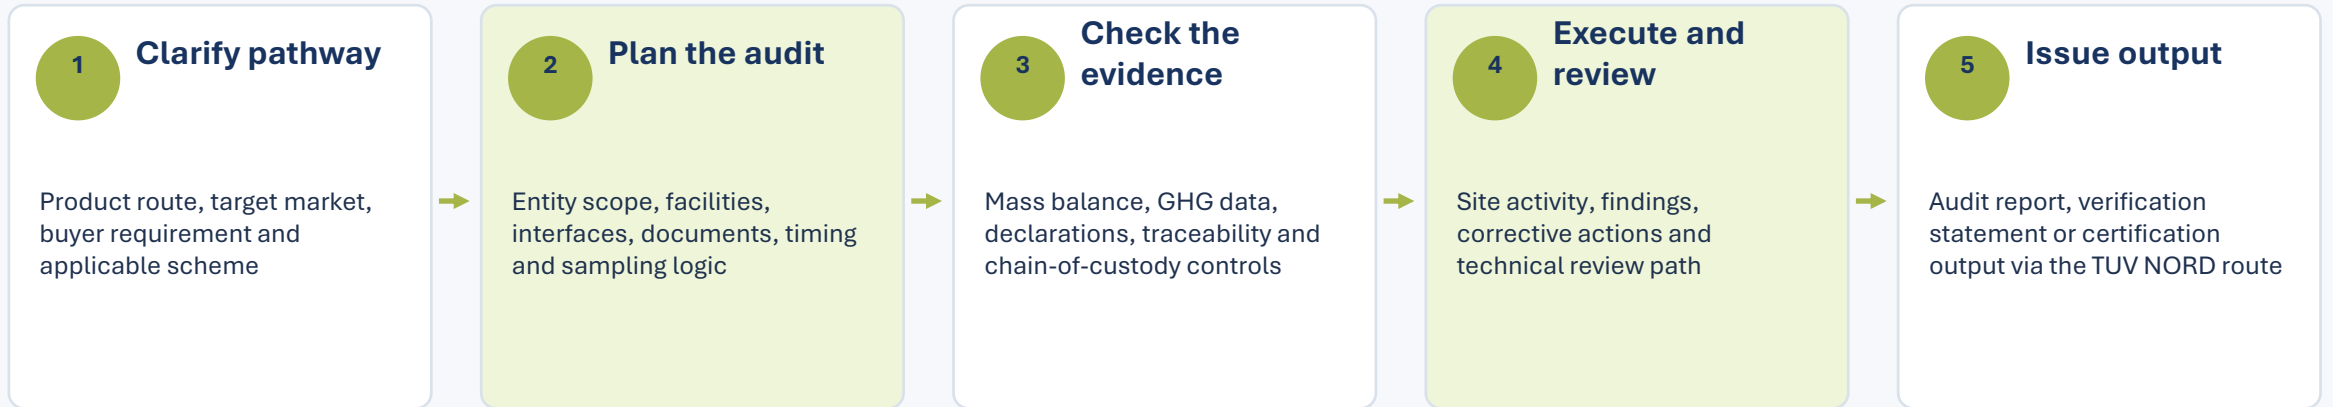 1
Clarify pathway
Product route, target market,
buyer requirement and
applicable scheme
2
Plan the audit
Entity scope, facilities,
interfaces, documents, timing
and sampling logic
3
Check the
evidence
Mass balance, GHG data,
declarations, traceability and
chain-of-custody controls
4
Execute and
review
Site activity, findings,
corrective actions and
technical review path
5
Issue output
Audit report, verification
statement or certification
output via the TUV NORD route